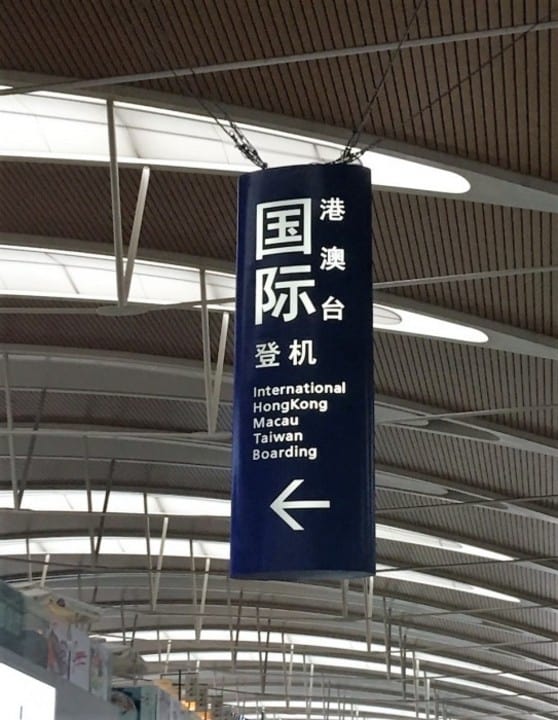 国际
港澳台
登机
International
HongKong
Macau
Taiwan
Boarding